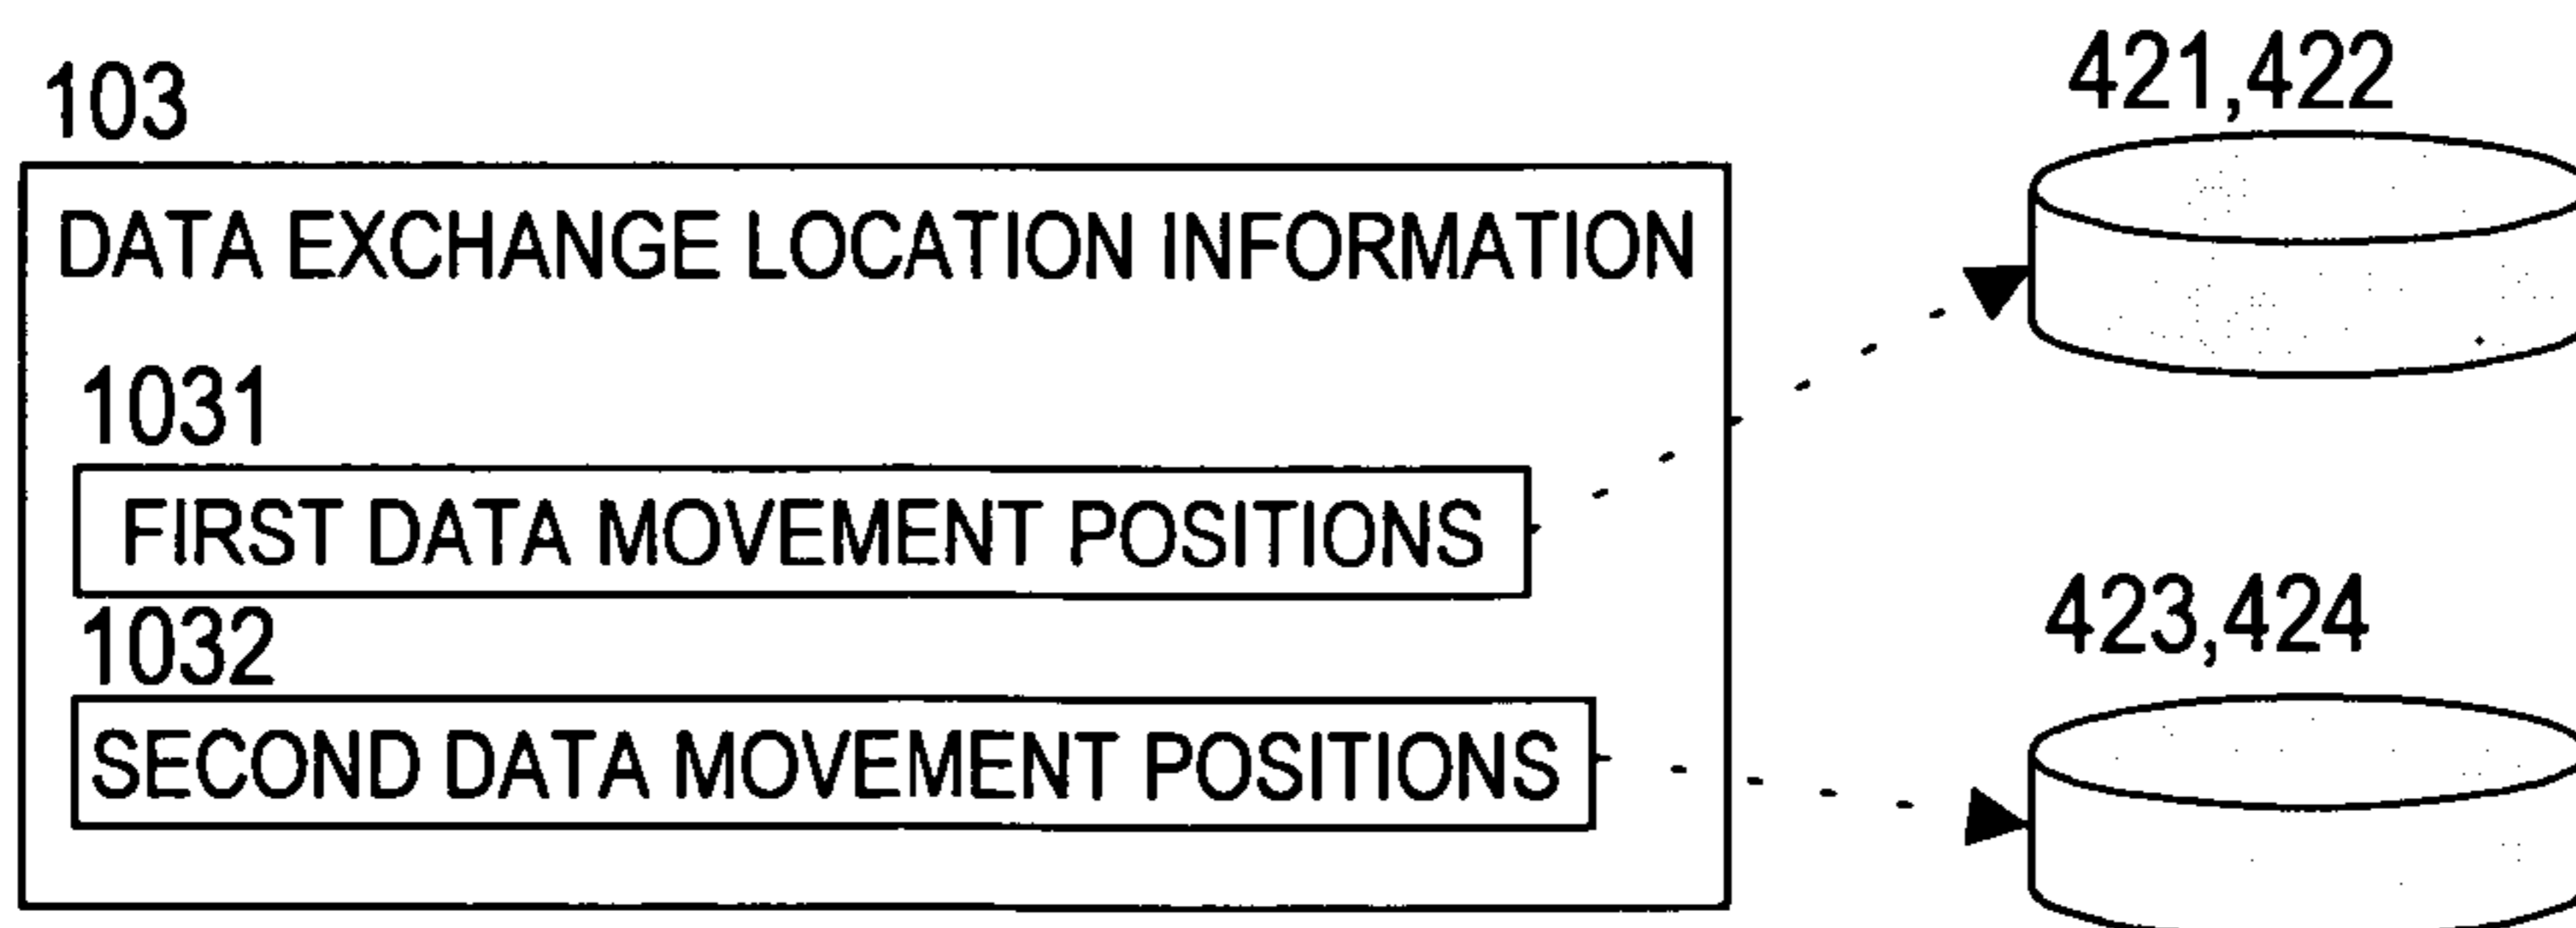 103
421,422
DATA EXCHANGE LOCATION INFORMATION
1031
FIRST DATA MOVEMENT POSITIONS
423,424
1032
SECOND DATA MOVEMENT POSITIONS